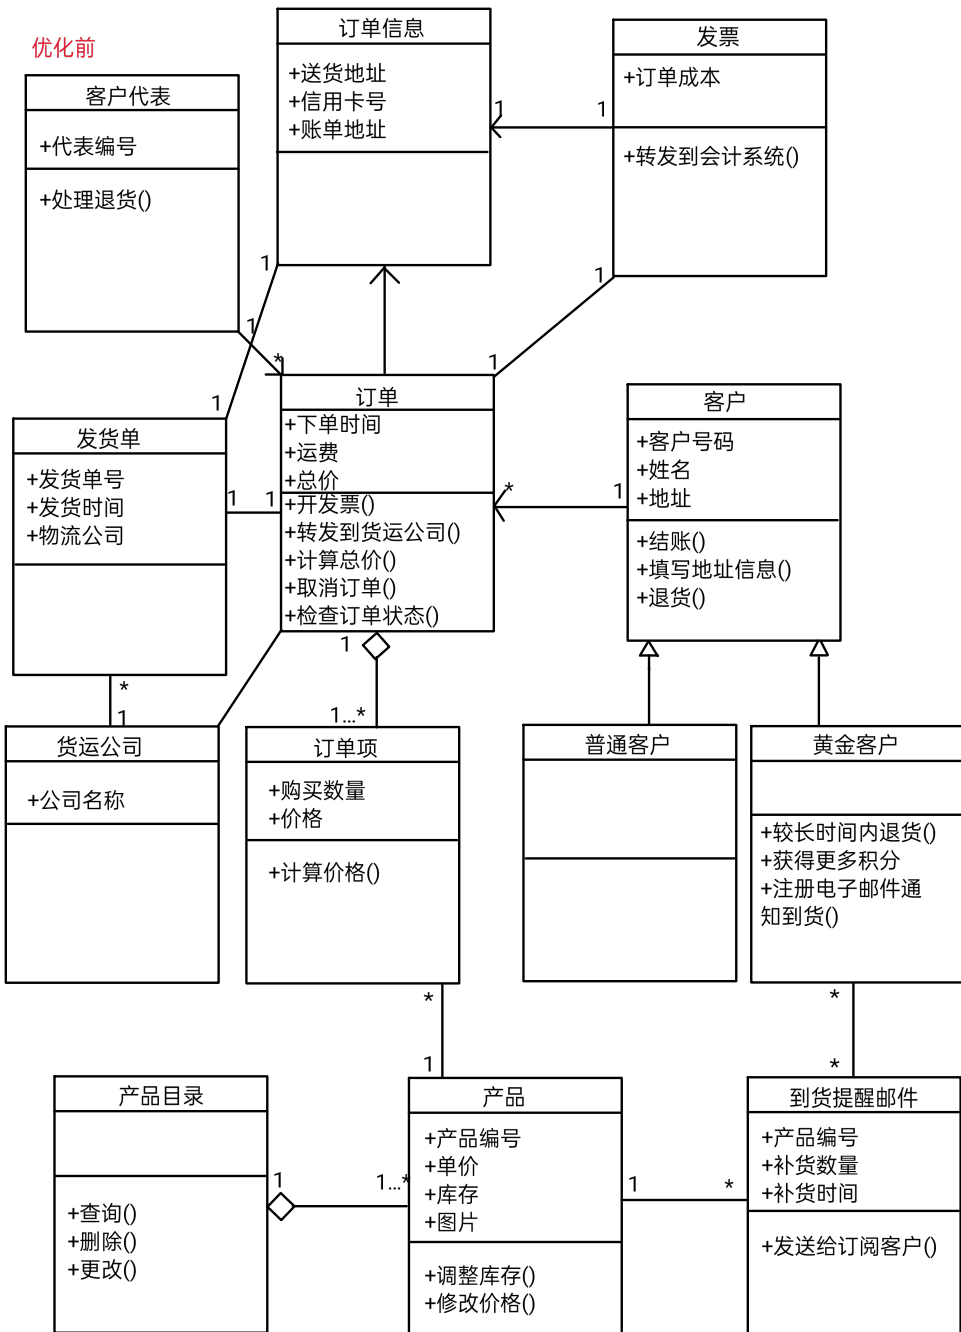 优化前
订单信息
+送货地址
+信用卡号
+账单地址
发票
+订单成本
+转发到会计系统()
1
1
客户代表
+代表编号
+处理退货()
1
1
1
*
1
1
1
订单
+下单时间
+运费
+总价
+开发票()
+转发到货运公司()
+计算总价()
+取消订单()
+检查订单状态()
客户
+客户号码
+姓名
+地址
+结账()
+填写地址信息()
+退货()
*
1
发货单
+发货单号
+发货时间
+物流公司
1
1
*
1
1
1...*
货运公司
+公司名称
订单项
+购买数量
+价格
+计算价格()
普通客户
黄金客户
+较长时间内退货()
+获得更多积分
+注册电子邮件通
知到货()
*
1
*
*
产品目录
+查询()
+删除()
+更改()
1
1...*
产品
+产品编号
+单价
+库存
+图片
+调整库存()
+修改价格()
1
*
到货提醒邮件
+产品编号
+补货数量
+补货时间
+发送给订阅客户()